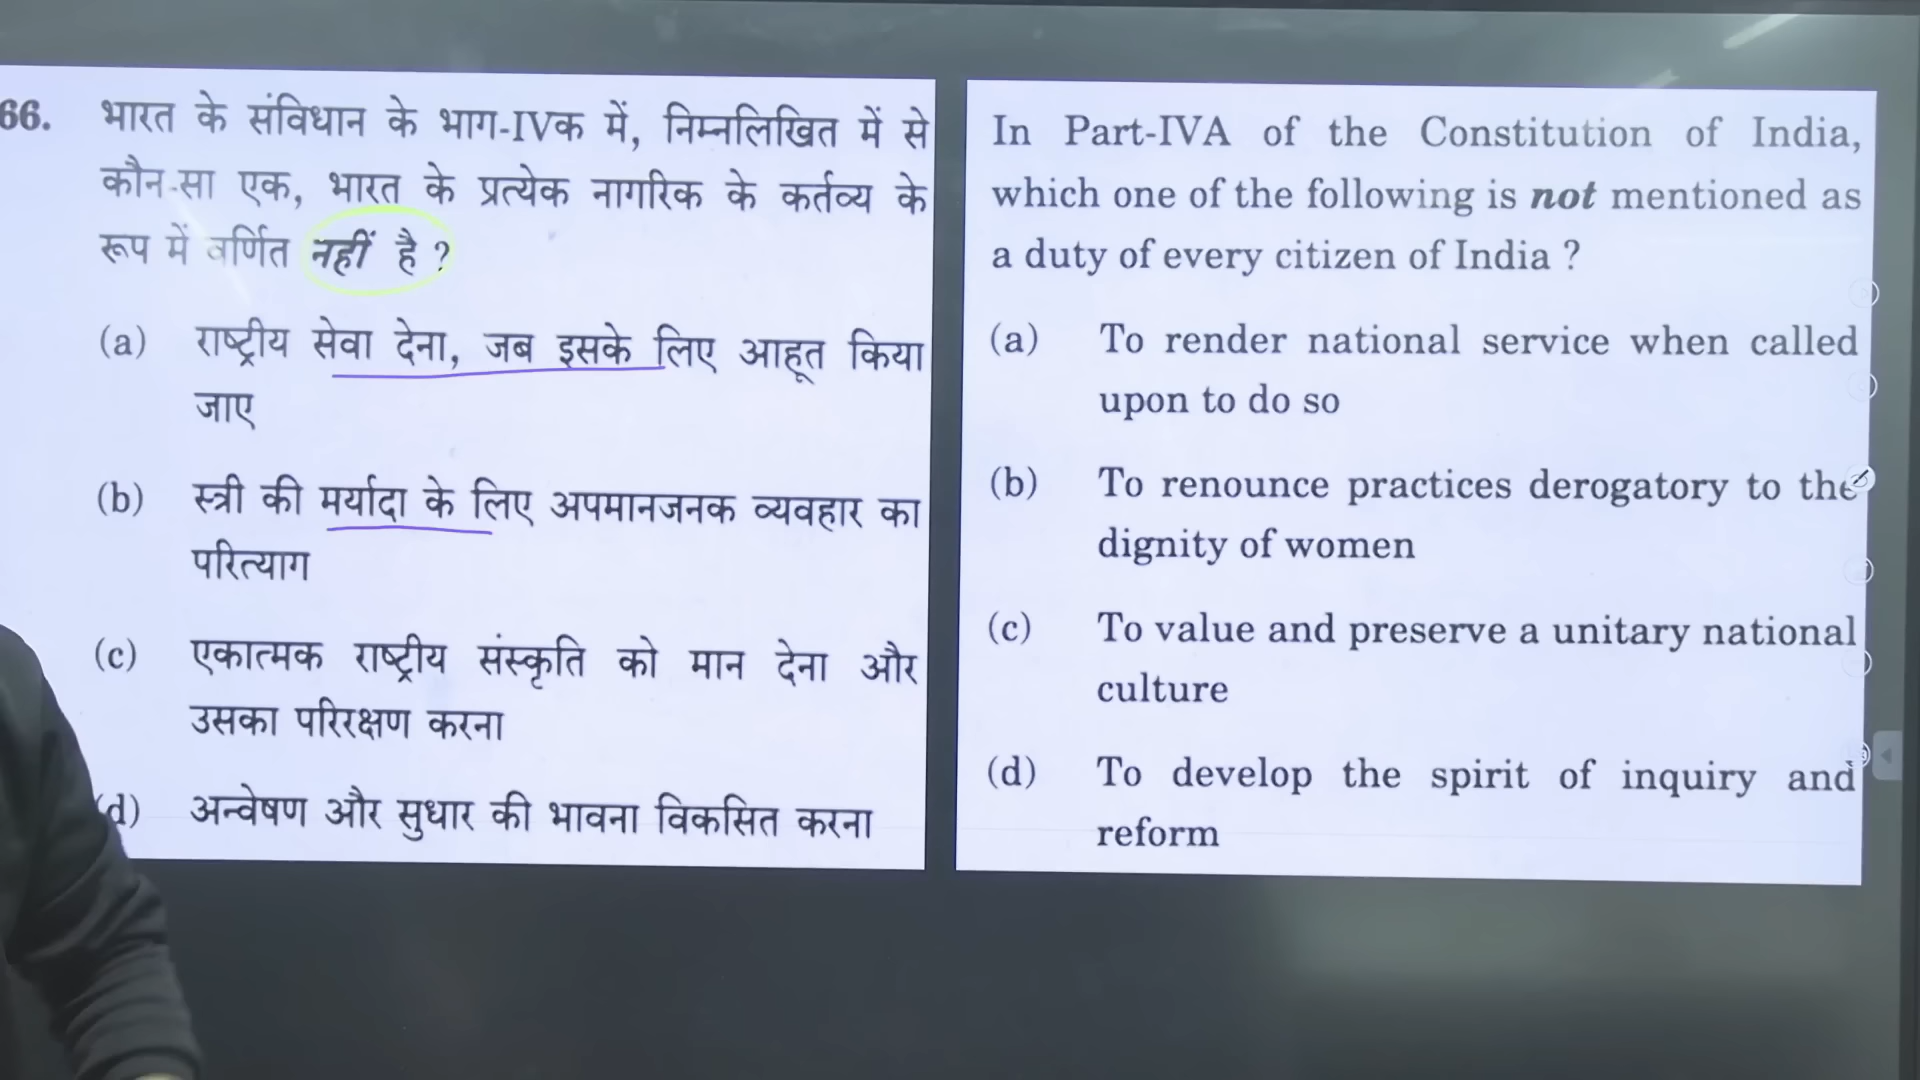 66. भारत के संविधान के भाग-IVक में, निम्नलिखित में से
कौन-सा एक, भारत के प्रत्येक नागरिक के कर्तव्य के
रूप में वर्णित नहीं है ?
(a) राष्ट्रीय सेवा देना, जब इसके लिए आहूत किया
जाए
(b) स्त्री की मर्यादा के लिए अपमानजनक व्यवहार का
परित्याग
(c) एकात्मक राष्ट्रीय संस्कृति को मान देना और
उसका परिरक्षण करना
(d) अन्वेषण और सुधार की भावना विकसित करना
In Part-IVA of the Constitution of India,
which one of the following is not mentioned as
a duty of every citizen of India ?
(a) To render national service when called
upon to do so
(b) To renounce practices derogatory to the
dignity of women
(c) To value and preserve a unitary national
culture
(d) To develop the spirit of inquiry and
reform